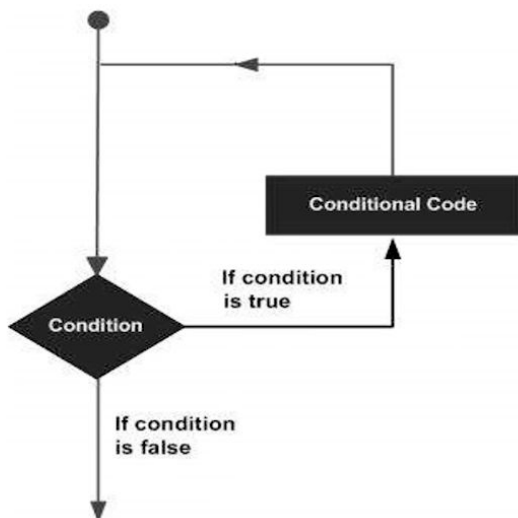 Conditional Code
If condition
is true
Condition
If condition
is false